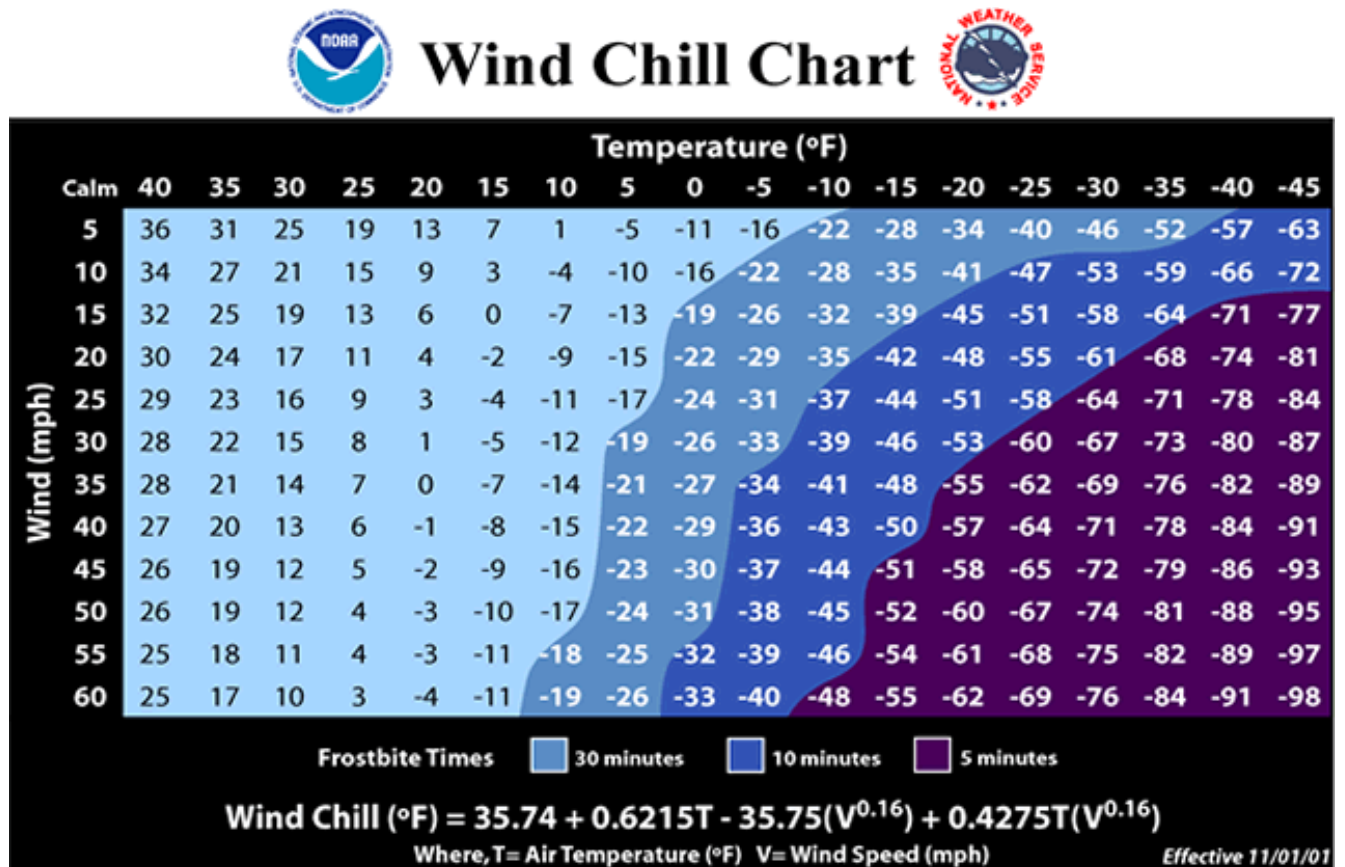 NOAA
Wind Chill Chart
NATIONAL WEATHER SERVICE
Temperature (ºF)
Calm 40 35 30 25 20 15 10 5 0 -5 -10 -15 -20 -25 -30 -35 -40 -45
Wind (mph)
5 36 31 25 19 13 7 1 -5 -11 -16 -22 -28 -34 -40 -46 -52 -57 -63
10 34 27 21 15 9 3 -4 -10 -16 -22 -28 -35 -41 -47 -53 -59 -66 -72
15 32 25 19 13 6 0 -7 -13 -19 -26 -32 -39 -45 -51 -58 -64 -71 -77
20 30 24 17 11 4 -2 -9 -15 -22 -29 -35 -42 -48 -55 -61 -68 -74 -81
25 29 23 16 9 3 -4 -11 -17 -24 -31 -37 -44 -51 -58 -64 -71 -78 -84
30 28 22 15 8 1 -5 -12 -19 -26 -33 -39 -46 -53 -60 -67 -73 -80 -87
35 28 21 14 7 0 -7 -14 -21 -27 -34 -41 -48 -55 -62 -69 -76 -82 -89
40 27 20 13 6 -1 -8 -15 -22 -29 -36 -43 -50 -57 -64 -71 -78 -84 -91
45 26 19 12 5 -2 -9 -16 -23 -30 -37 -44 -51 -58 -65 -72 -79 -86 -93
50 26 19 12 4 -3 -10 -17 -24 -31 -38 -45 -52 -60 -67 -74 -81 -88 -95
55 25 18 11 4 -3 -11 -18 -25 -32 -39 -46 -54 -61 -68 -75 -82 -89 -97
60 25 17 10 3 -4 -11 -19 -26 -33 -40 -48 -55 -62 -69 -76 -84 -91 -98
Frostbite Times 30 minutes 10 minutes 5 minutes
Wind Chill (ºF) = 35.74 + 0.6215T - 35.75(V^0.16) + 0.4275T(V^0.16)
Where, T= Air Temperature (ºF) V= Wind Speed (mph) Effective 11/01/01